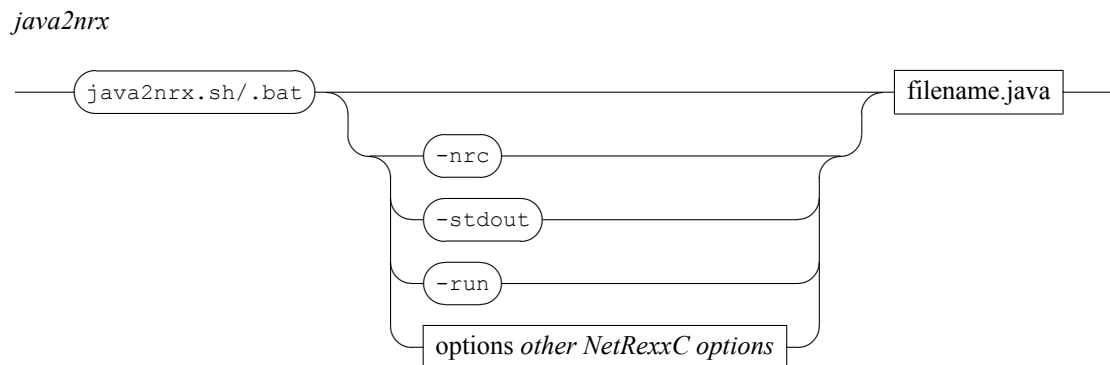 java2nrx
java2nrx.sh/.bat
filename.java
-nrc
-stdout
-run
options other NetRexxC options